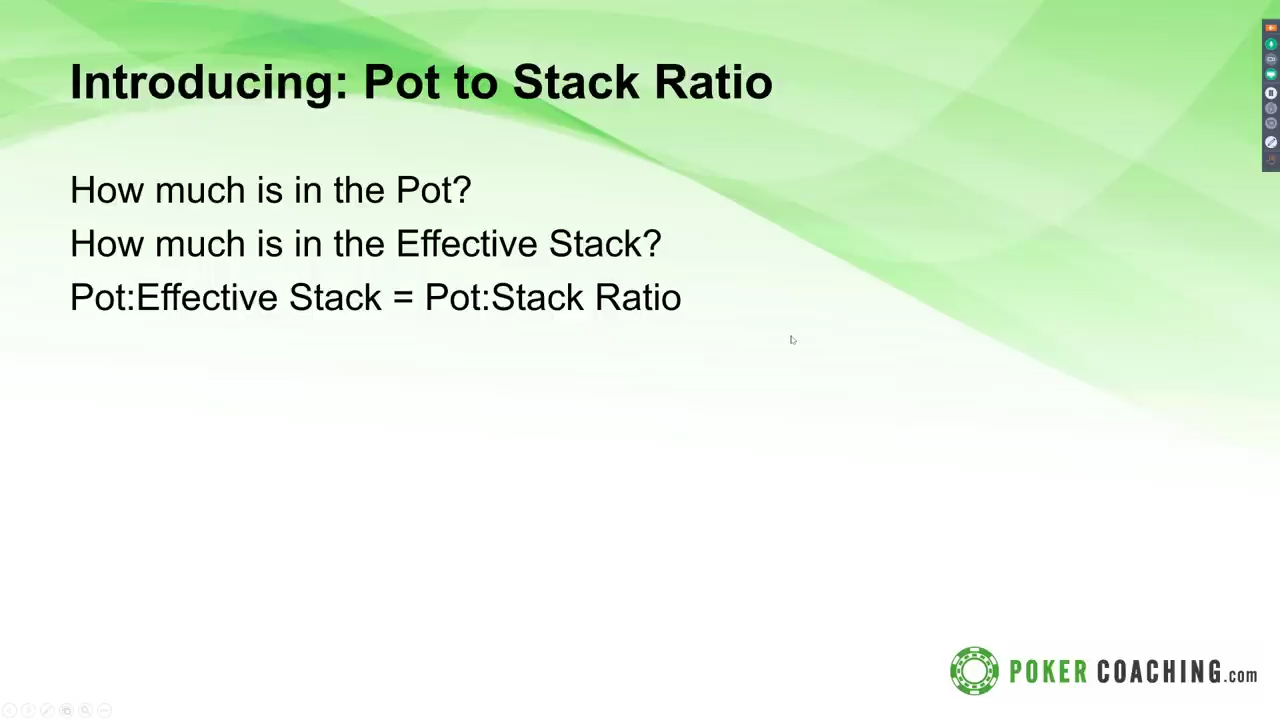 Introducing: Pot to Stack Ratio
How much is in the Pot?
How much is in the Effective Stack?
Pot:Effective Stack = Pot:Stack Ratio
POKER COACHING.com